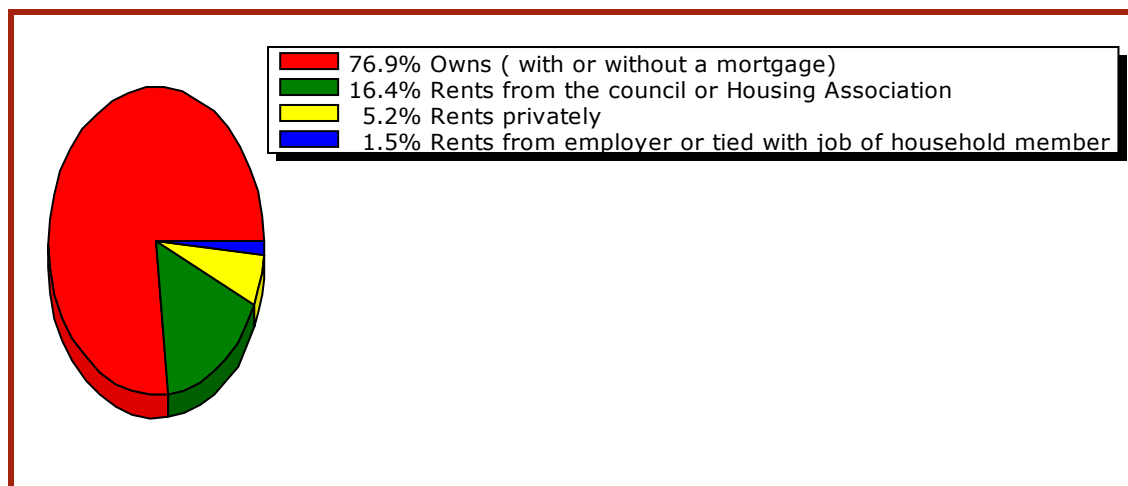 76.9% Owns ( with or without a mortgage)
16.4% Rents from the council or Housing Association
5.2% Rents privately
1.5% Rents from employer or tied with job of household member